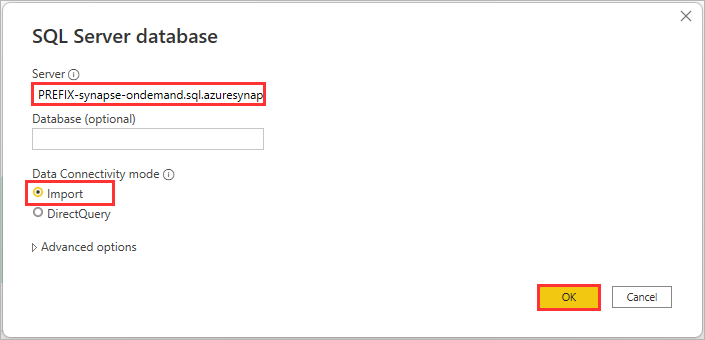 SQL Server database
Server
PREFIX-synapse-ondemand.sql.azuresynap
Database (optional)
Data Connectivity mode
Import
DirectQuery
Advanced options
OK Cancel